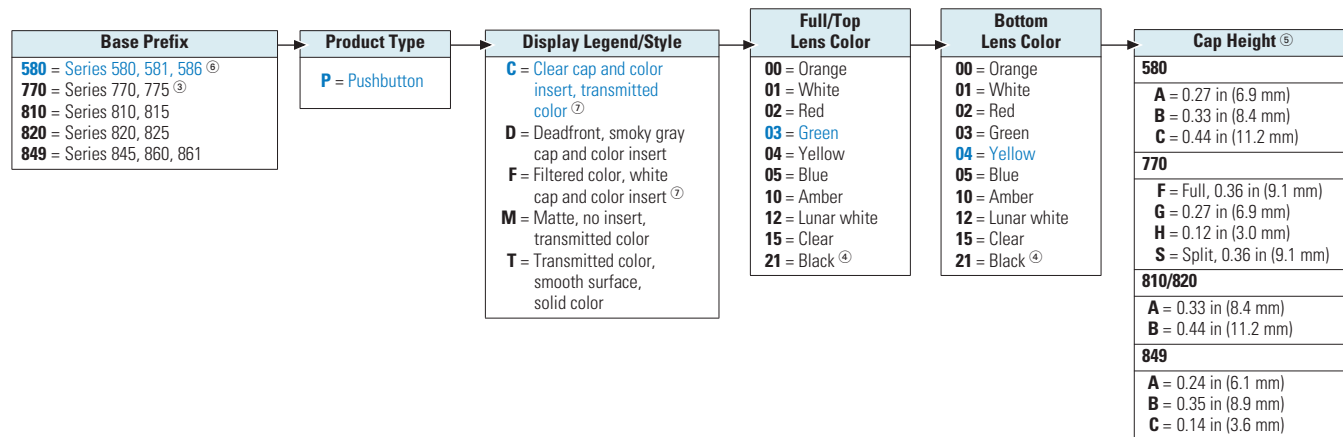 Base Prefix
580 = Series 580, 581, 586 ⑥
770 = Series 770, 775 ③
810 = Series 810, 815
820 = Series 820, 825
849 = Series 845, 860, 861
Product Type
P = Pushbutton
Display Legend/Style
C = Clear cap and color
insert, transmitted
color ⑦
D = Deadfront, smoky gray
cap and color insert
F = Filtered color, white
cap and color insert ⑦
M = Matte, no insert,
transmitted color
T = Transmitted color,
smooth surface,
solid color
Full/Top
Lens Color
00 = Orange
01 = White
02 = Red
03 = Green
04 = Yellow
05 = Blue
10 = Amber
12 = Lunar white
15 = Clear
21 = Black ④
Bottom
Lens Color
00 = Orange
01 = White
02 = Red
03 = Green
04 = Yellow
05 = Blue
10 = Amber
12 = Lunar white
15 = Clear
21 = Black ④
Cap Height ⑤
580
A = 0.27 in (6.9 mm)
B = 0.33 in (8.4 mm)
C = 0.44 in (11.2 mm)
770
F = Full, 0.36 in (9.1 mm)
G = 0.27 in (6.9 mm)
H = 0.12 in (3.0 mm)
S = Split, 0.36 in (9.1 mm)
810/820
A = 0.33 in (8.4 mm)
B = 0.44 in (11.2 mm)
849
A = 0.24 in (6.1 mm)
B = 0.35 in (8.9 mm)
C = 0.14 in (3.6 mm)